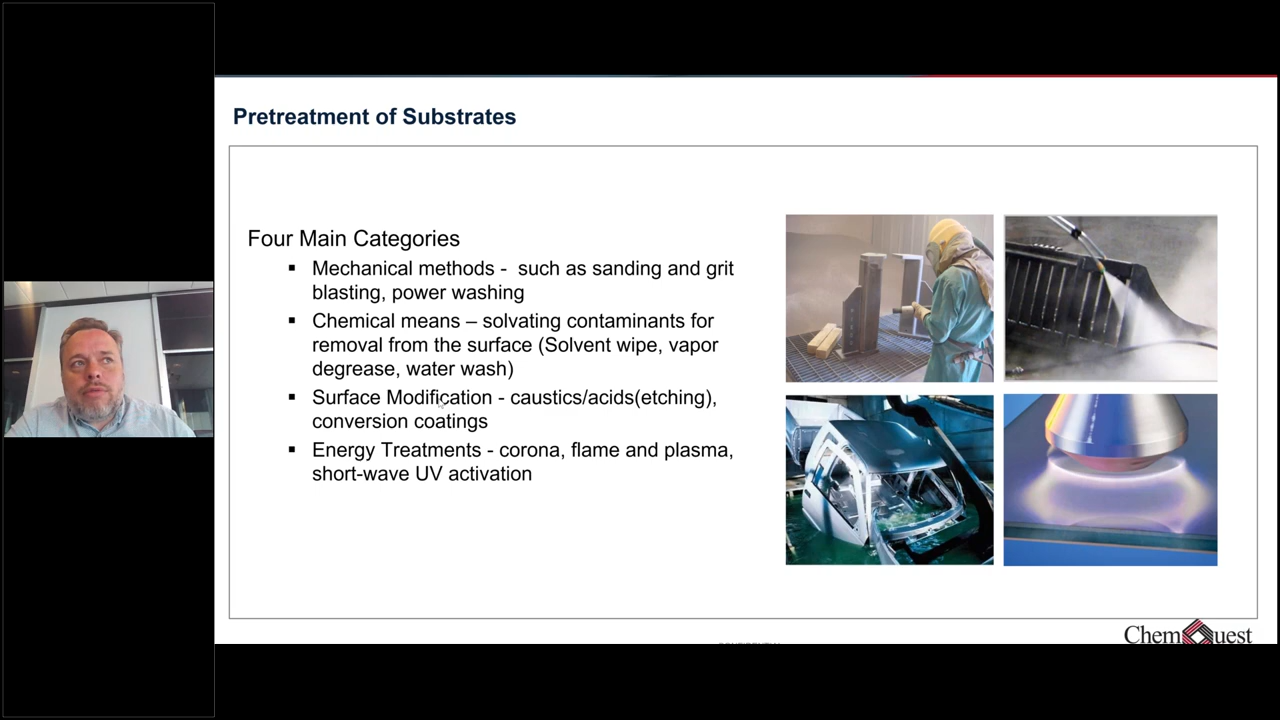 Pretreatment of Substrates
Four Main Categories
▪ Mechanical methods - such as sanding and grit
blasting, power washing
▪ Chemical means – solvating contaminants for
removal from the surface (Solvent wipe, vapor
degrease, water wash)
▪ Surface Modification - caustics/acids(etching),
conversion coatings
▪ Energy Treatments - corona, flame and plasma,
short-wave UV activation
ChemQuest